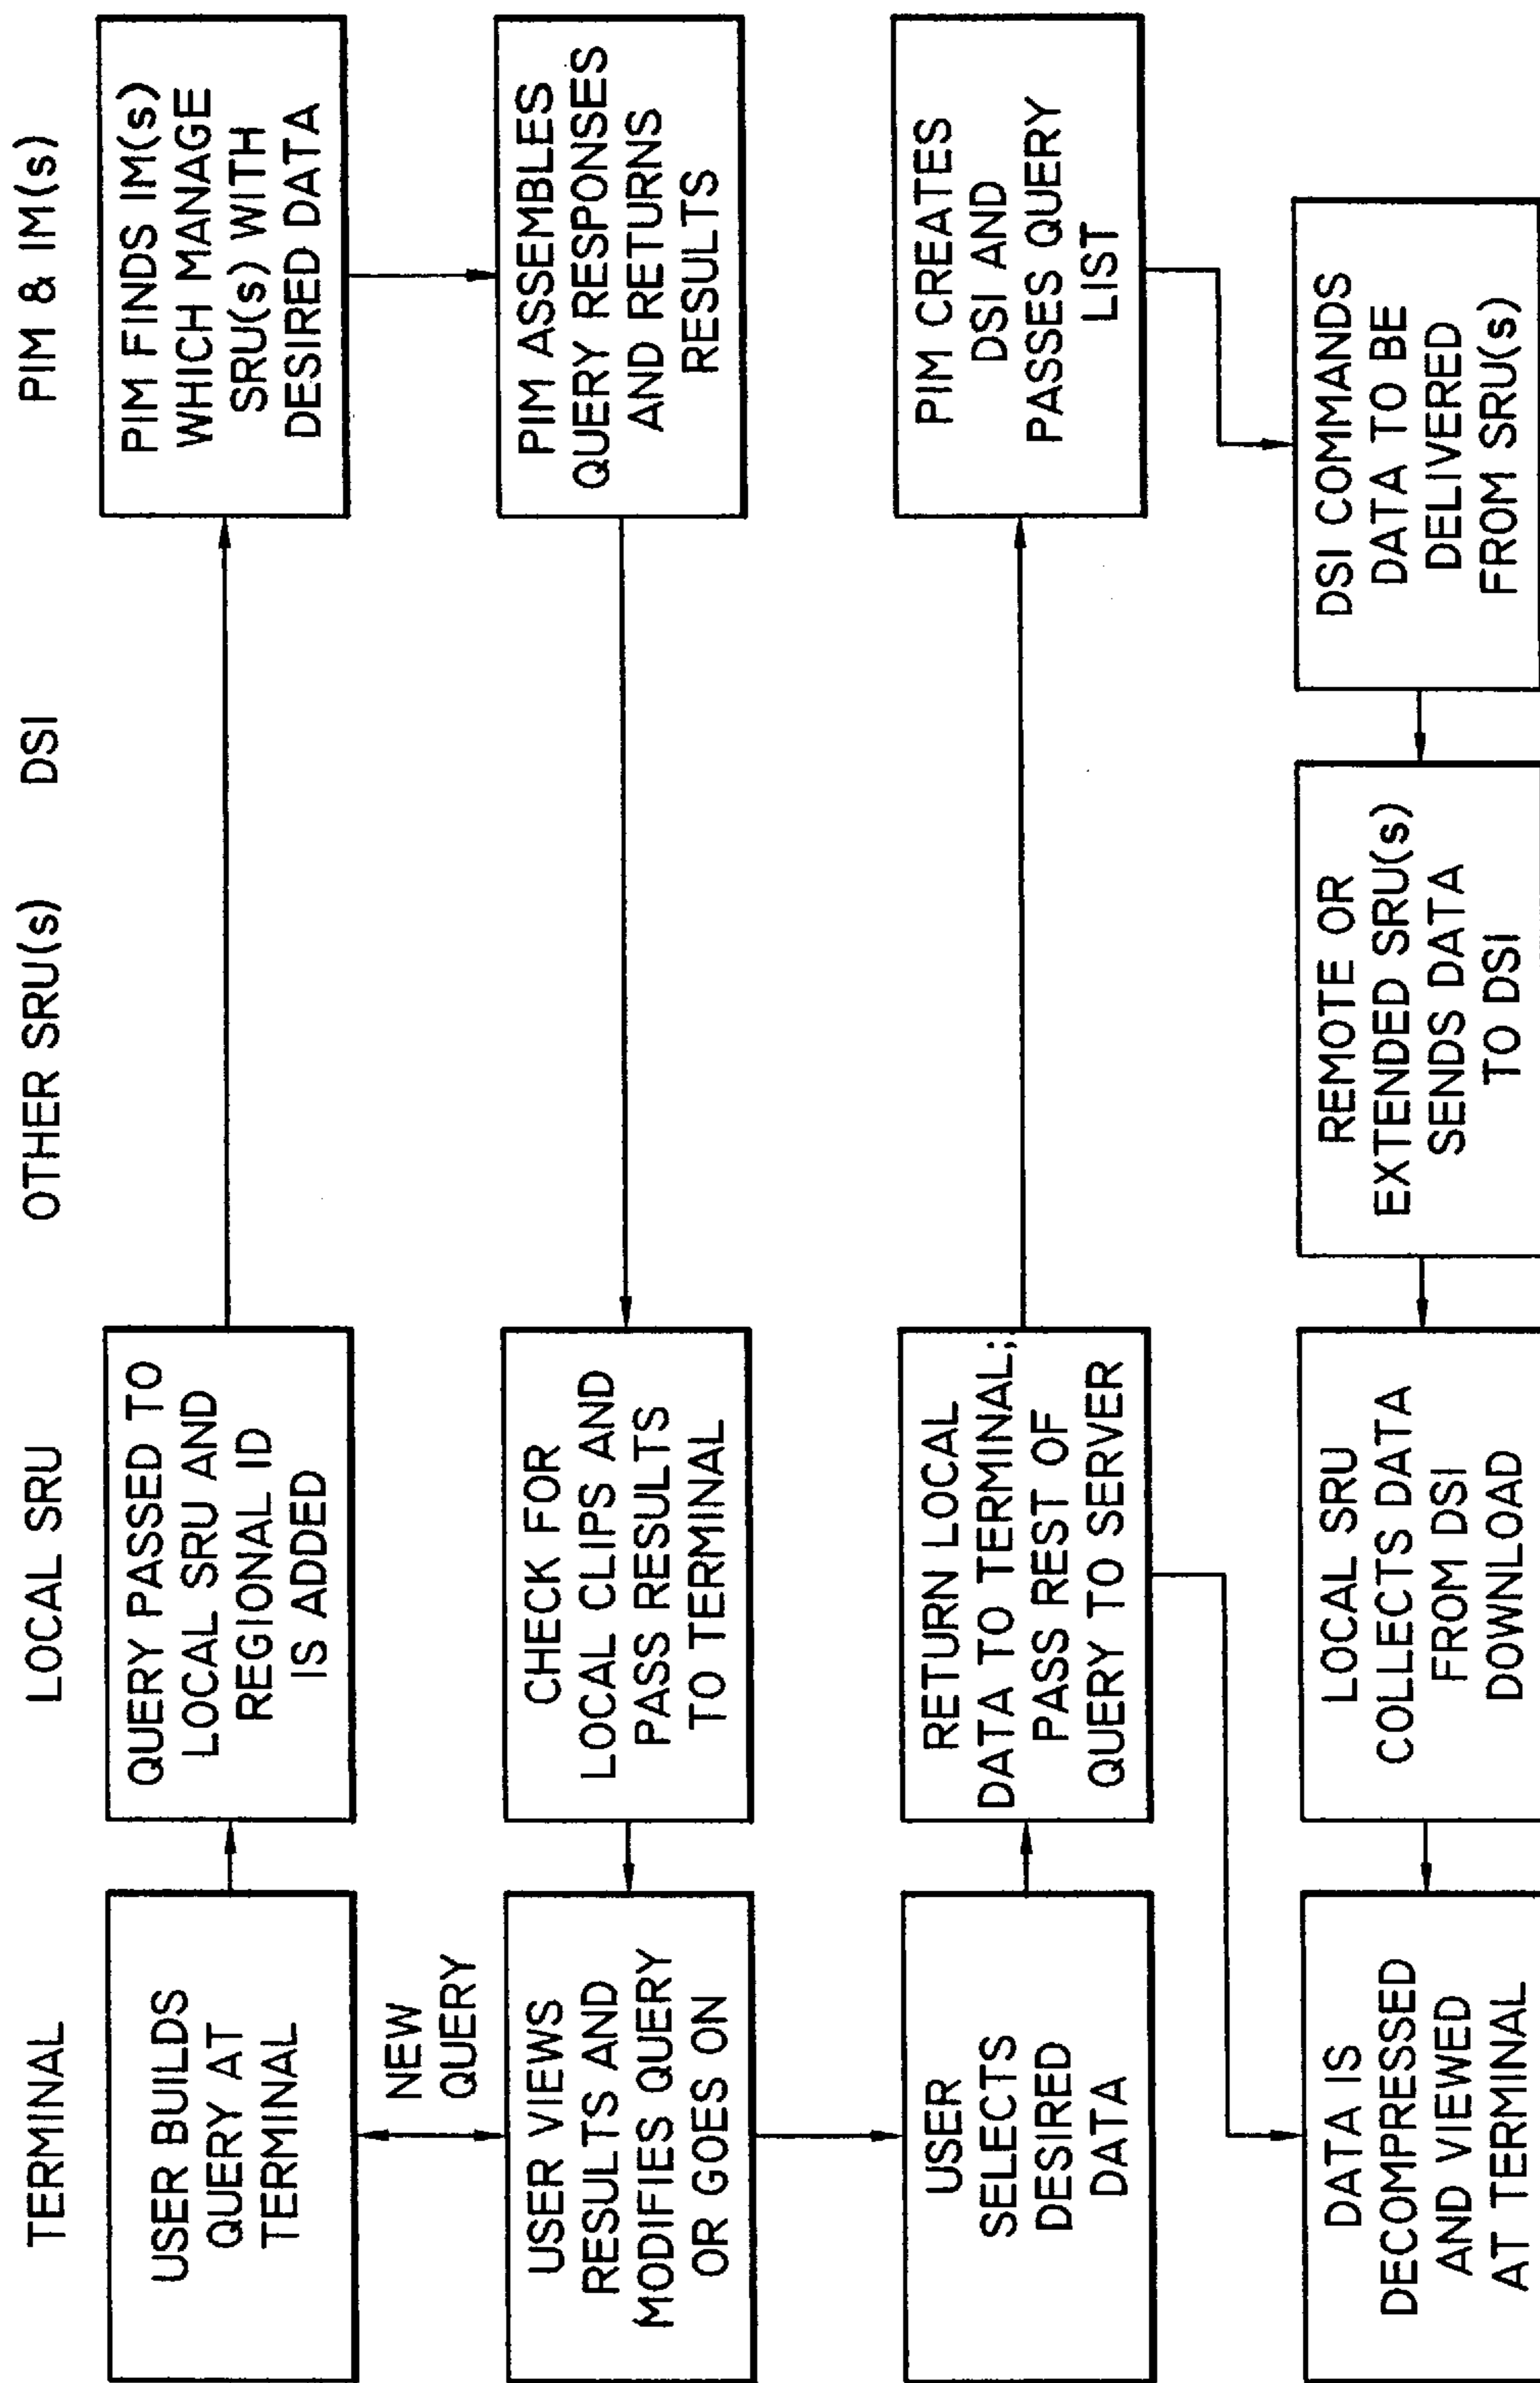 TERMINAL
LOCAL SRU
OTHER SRU(s)
DSI
PIM & IM(s)
USER BUILDS
QUERY AT
TERMINAL
QUERY PASSED TO
LOCAL SRU AND
REGIONAL ID
IS ADDED
PIM FINDS IM(s)
WHICH MANAGE
SRU(s) WITH
DESIRED DATA
NEW
QUERY
USER VIEWS
RESULTS AND
MODIFIES QUERY
OR GOES ON
CHECK FOR
LOCAL CLIPS AND
PASS RESULTS
TO TERMINAL
PIM ASSEMBLES
QUERY RESPONSES
AND RETURNS
RESULTS
USER
SELECTS
DESIRED
DATA
RETURN LOCAL
DATA TO TERMINAL;
PASS REST OF
QUERY TO SERVER
PIM CREATES
DSI AND
PASSES QUERY
LIST
DATA IS
DECOMPRESSED
AND VIEWED
AT TERMINAL
LOCAL SRU
COLLECTS DATA
FROM DSI
DOWNLOAD
REMOTE OR
EXTENDED SRU(s)
SENDS DATA
TO DSI
DSI COMMANDS
DATA TO BE
DELIVERED
FROM SRU(s)